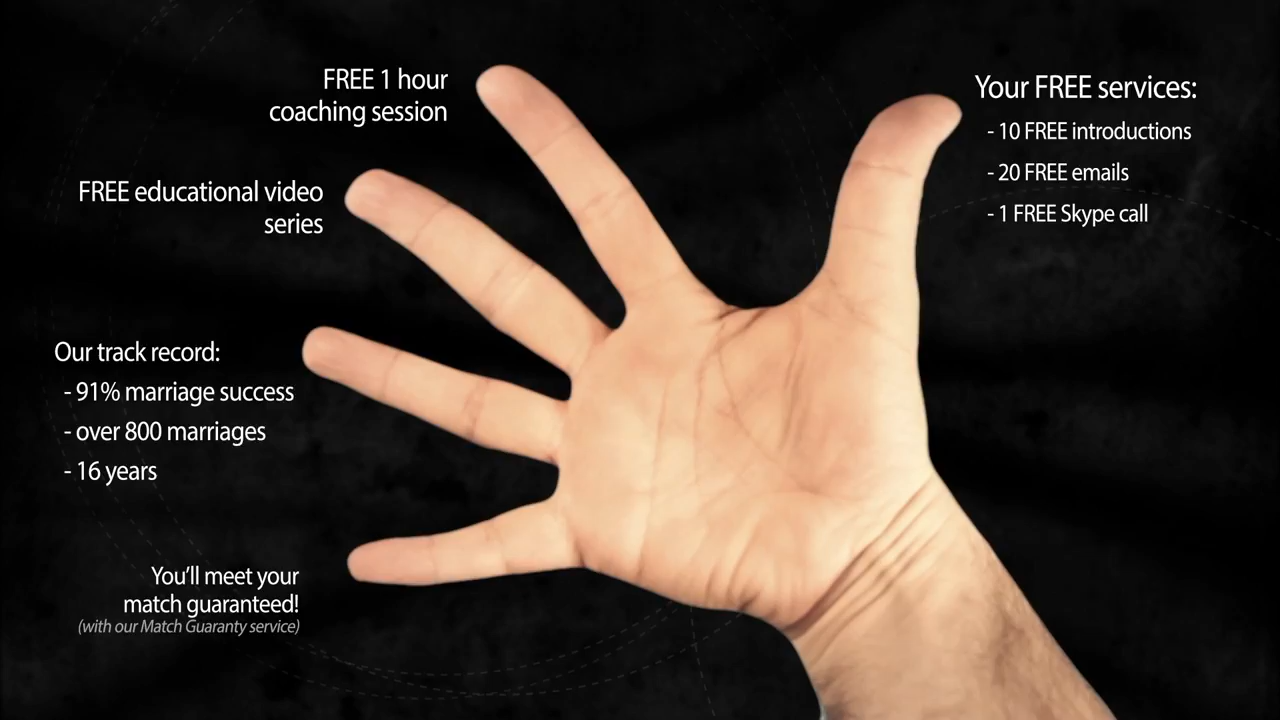 FREE 1 hour
coaching session
FREE educational video
series
Our track record:
- 91% marriage success
- over 800 marriages
- 16 years
You'll meet your
match guaranteed!
(with our Match Guaranty service)
Your FREE services:
- 10 FREE introductions
- 20 FREE emails
- 1 FREE Skype call